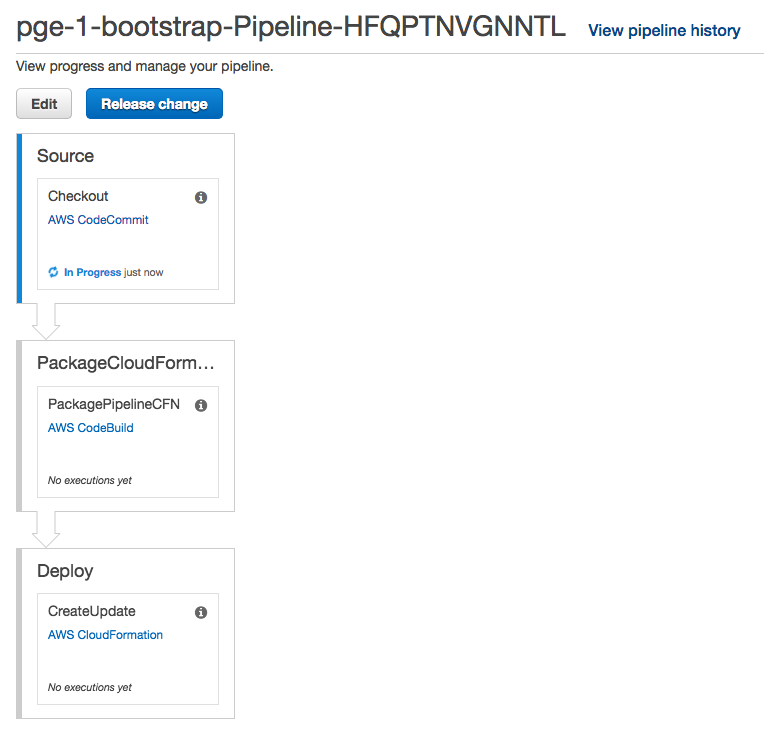 pge-1-bootstrap-Pipeline-HFQPTNVGNNTL View pipeline history
View progress and manage your pipeline.
Edit Release change
Source
Checkout
AWS CodeCommit
In Progress just now
PackageCloudForm...
PackagePipelineCFN
AWS CodeBuild
No executions yet
Deploy
CreateUpdate
AWS CloudFormation
No executions yet